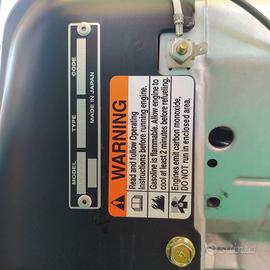 MODEL
TYPE
CODE
MADE IN JAPAN
WARNING
Read and follow Operating
Instructions before running engine.
Gasoline is flammable. Allow engine to
cool at least 2 minutes before refueling.
Engines emit carbon monoxide,
DO NOT run in enclosed area.
subito